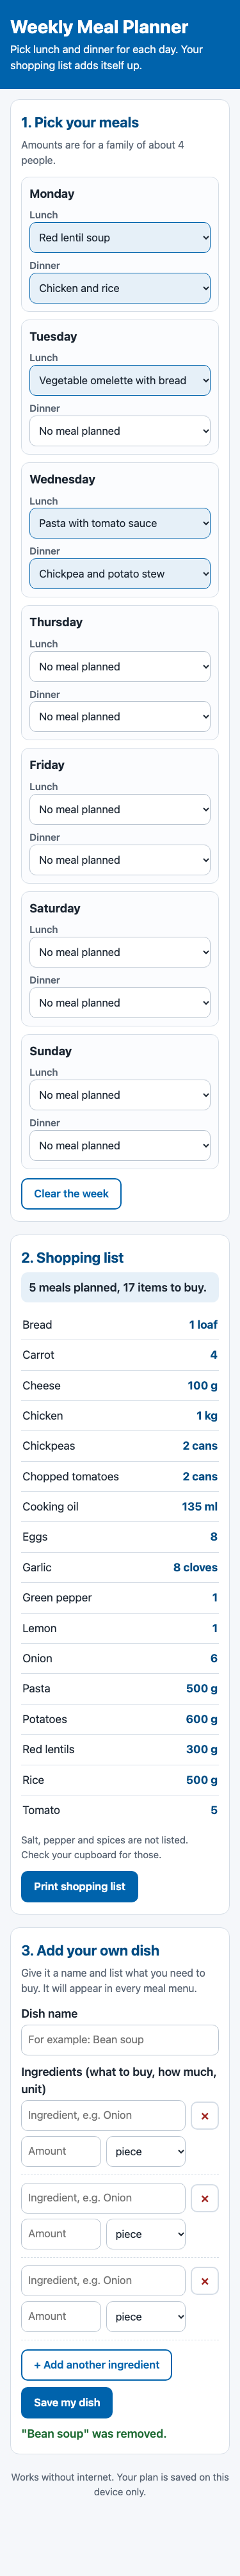 Weekly Meal Planner
Pick lunch and dinner for each day. Your
shopping list adds itself up.
1. Pick your meals
Amounts are for a family of about 4
people.
Monday
Lunch
Red lentil soup
Dinner
Chicken and rice
Tuesday
Lunch
Vegetable omelette with bread
Dinner
No meal planned
Wednesday
Lunch
Pasta with tomato sauce
Dinner
Chickpea and potato stew
Thursday
Lunch
No meal planned
Dinner
No meal planned
Friday
Lunch
No meal planned
Dinner
No meal planned
Saturday
Lunch
No meal planned
Dinner
No meal planned
Sunday
Lunch
No meal planned
Dinner
No meal planned
Clear the week
2. Shopping list
5 meals planned, 17 items to buy.
Bread 1 loaf
Carrot 4
Cheese 100 g
Chicken 1 kg
Chickpeas 2 cans
Chopped tomatoes 2 cans
Cooking oil 135 ml
Eggs 8
Garlic 8 cloves
Green pepper 1
Lemon 1
Onion 6
Pasta 500 g
Potatoes 600 g
Red lentils 300 g
Rice 500 g
Tomato 5
Salt, pepper and spices are not listed.
Check your cupboard for those.
Print shopping list
3. Add your own dish
Give it a name and list what you need to
buy. It will appear in every meal menu.
Dish name
For example: Bean soup
Ingredients (what to buy, how much,
unit)
Ingredient, e.g. Onion ×
Amount piece
Ingredient, e.g. Onion ×
Amount piece
Ingredient, e.g. Onion ×
Amount piece
+ Add another ingredient
Save my dish
"Bean soup" was removed.
Works without internet. Your plan is saved on this
device only.